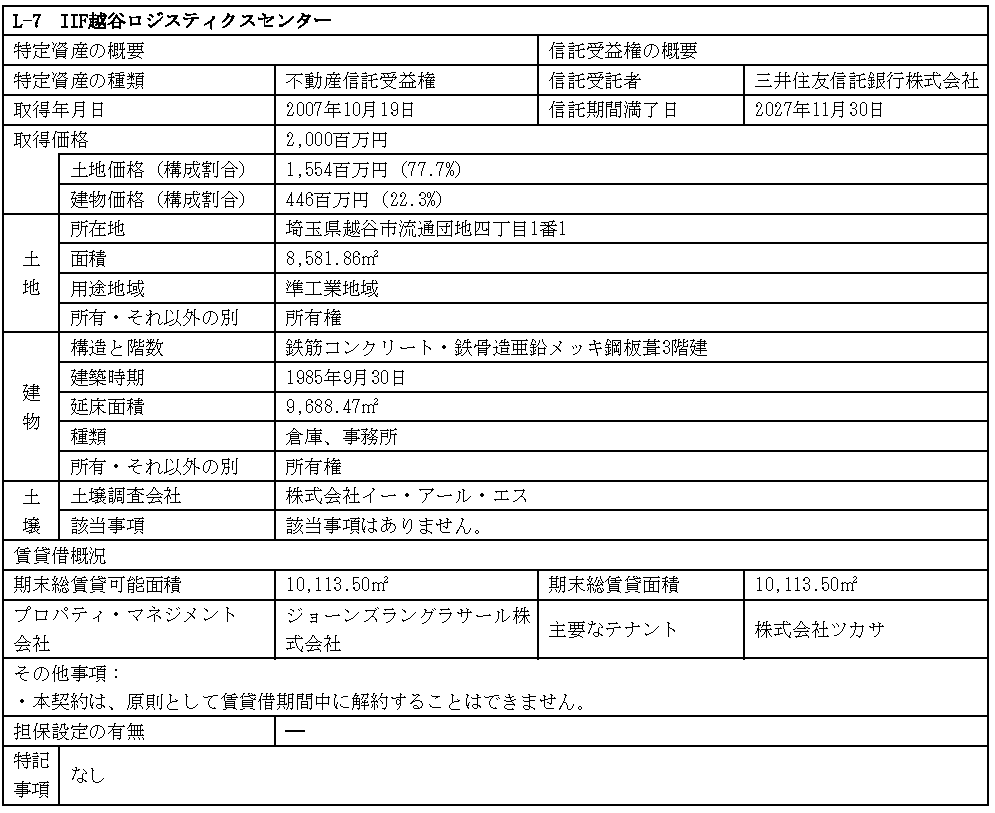 L-7 IIF越谷ロジスティクスセンター
特定資産の概要 信託受益権の概要
特定資産の種類 不動産信託受益権 信託受託者 三井住友信託銀行株式会社
取得年月日 2007年10月19日 信託期間満了日 2027年11月30日
取得価格 2,000百万円
土地価格（構成割合） 1,554百万円（77.7%）
建物価格（構成割合） 446百万円（22.3%）
土地
所在地 埼玉県越谷市流通団地四丁目1番1
面積 8,581.86㎡
用途地域 準工業地域
所有・それ以外の別 所有権
建物
構造と階数 鉄筋コンクリート・鉄骨造亜鉛メッキ鋼板葺3階建
建築時期 1985年9月30日
延床面積 9,688.47㎡
種類 倉庫、事務所
所有・それ以外の別 所有権
土壌
土壌調査会社 株式会社イー・アール・エス
該当事項 該当事項はありません。
賃貸借概況
期末総賃貸可能面積 10,113.50㎡ 期末総賃貸面積 10,113.50㎡
プロパティ・マネジメント
会社
ジョーンズラングラサール株
式会社
主要なテナント 株式会社ツカサ
その他事項：
・本契約は、原則として賃貸借期間中に解約することはできません。
担保設定の有無 ―
特記
事項
なし